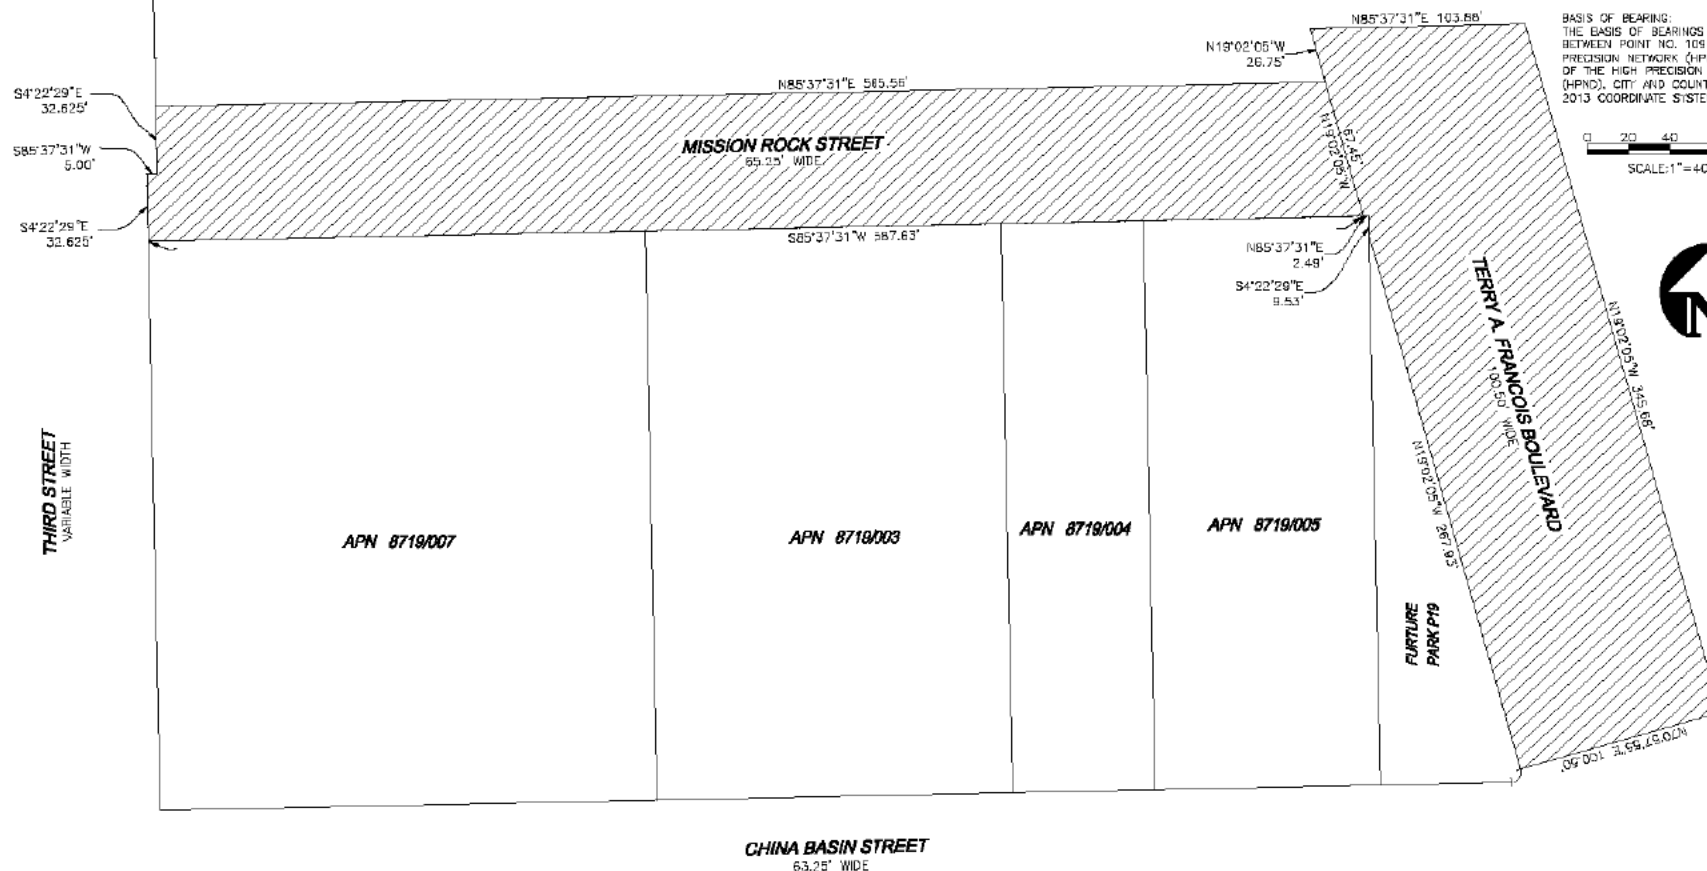 N85°37'31"E 103.88'
BASIS OF BEARING:
THE BASIS OF BEARINGS
BETWEEN POINT NO. 109
PRECISION NETWORK (HP
OF THE HIGH PRECISION
(HPND), CITY AND COUNT
2013 COORDINATE SYSTE
N19°02'05"W
26.75'
0 20 40
SCALE:1"=40
S4°22'29"E
32.625'
N85°37'31"E 565.56'
S85°37'31"W
5.00'
MISSION ROCK STREET
65.25' WIDE
67.45'
N19°02'05"W
S4°22'29"E
32.625'
S85°37'31"W 587.63'
N85°37'31"E
2.49'
S4°22'29"E
9.53'
N
TERRY A. FRANCOIS BOULEVARD
100.50' WIDE
N19°02'05"W 345.68'
N19°02'05"W 267.93'
THIRD STREET
VARIABLE WIDTH
APN 8719/007
APN 8719/003
APN 8719/004
APN 8719/005
FURTURE
PARK P19
N70°57'55"E 100.50'
CHINA BASIN STREET
63.25' WIDE